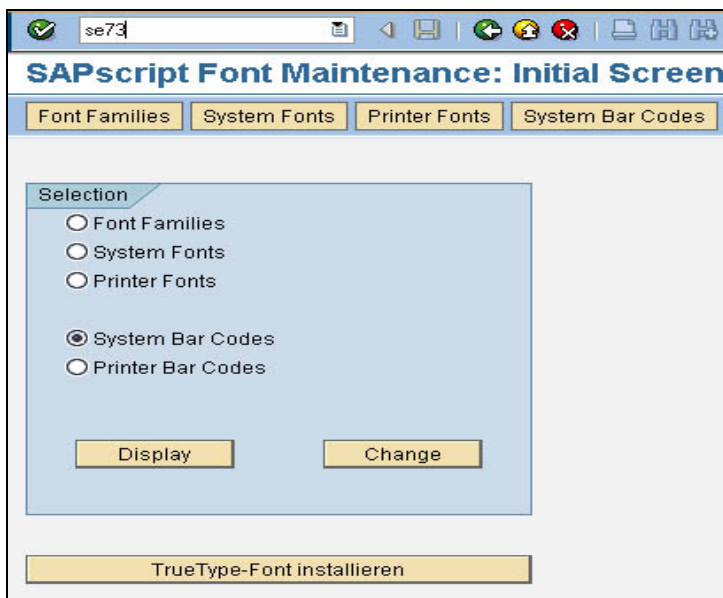 se73
SAPscript Font Maintenance: Initial Screen
Font Families System Fonts Printer Fonts System Bar Codes
Selection
Font Families
System Fonts
Printer Fonts
System Bar Codes
Printer Bar Codes
Display Change
TrueType-Font installieren